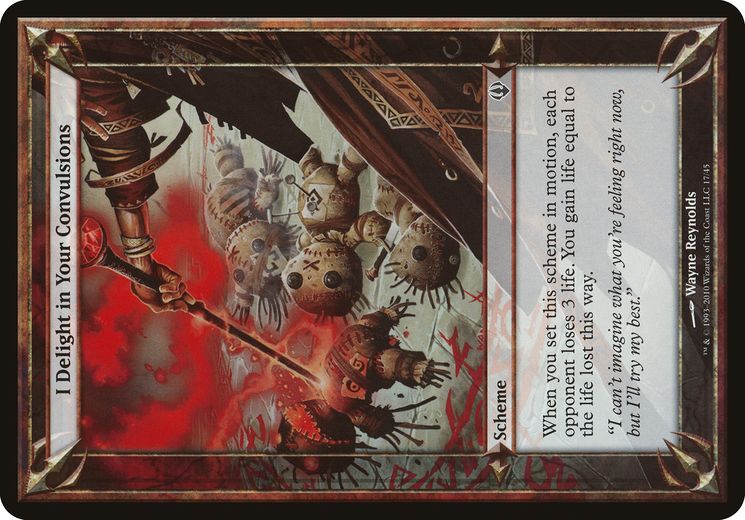 I Delight in Your Convulsions
Scheme
When you set this scheme in motion, each
opponent loses 3 life. You gain life equal to
the life lost this way.
"I can't imagine what you're feeling right now,
but I'll try my best."
Wayne Reynolds
™ & © 1993–2010 Wizards of the Coast LLC 17/45